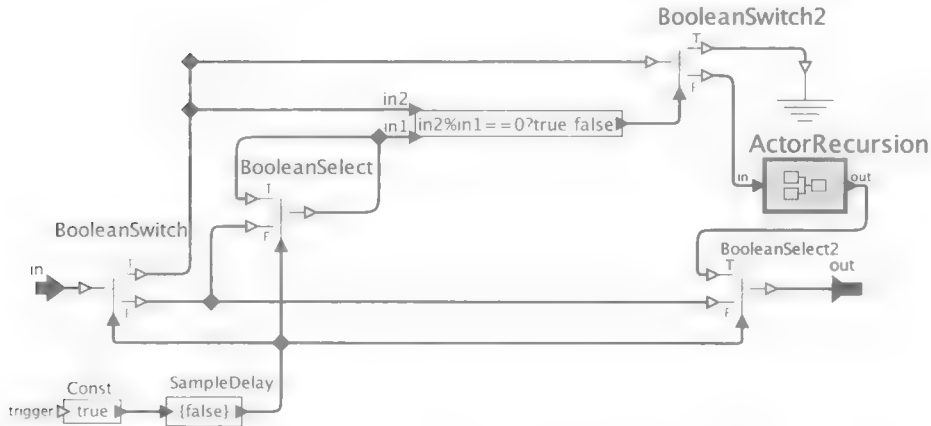 BooleanSwitch2
T
F
in2
in1
in2%in1==0?true false
ActorRecursion
in
out
BooleanSelect
T
F
BooleanSwitch
in
T
F
BooleanSelect2
T
F
out
Const
SampleDelay
trigger
true
{false}